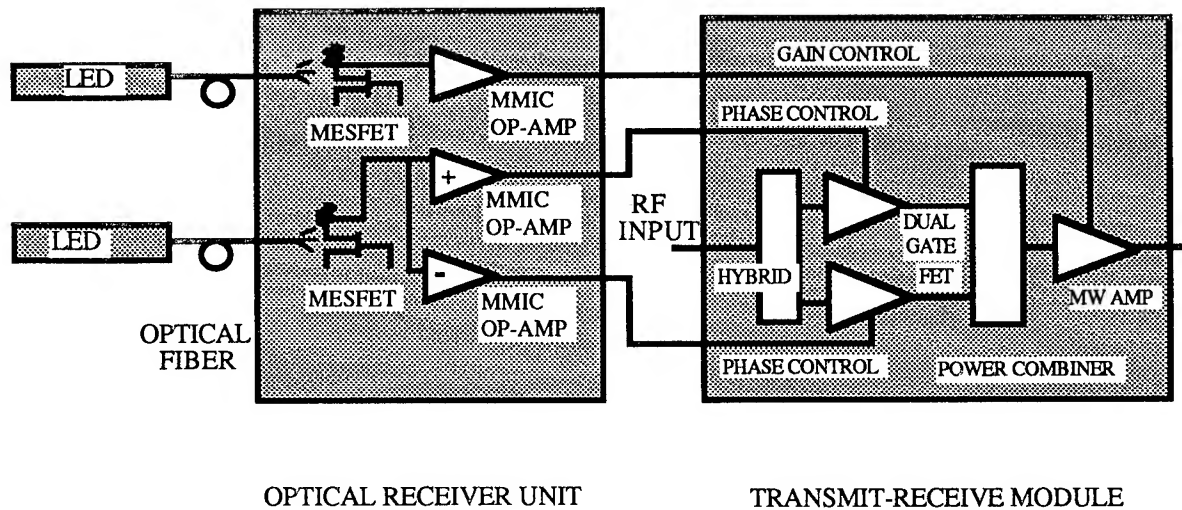 LED
MESFET
MMIC
OP-AMP
GAIN CONTROL
PHASE CONTROL
+
MMIC
OP-AMP
RF
INPUT
DUAL
GATE
FET
LED
MESFET
-
MMIC
OP-AMP
HYBRID
MW AMP
OPTICAL
FIBER
PHASE CONTROL
POWER COMBINER
OPTICAL RECEIVER UNIT
TRANSMIT-RECEIVE MODULE